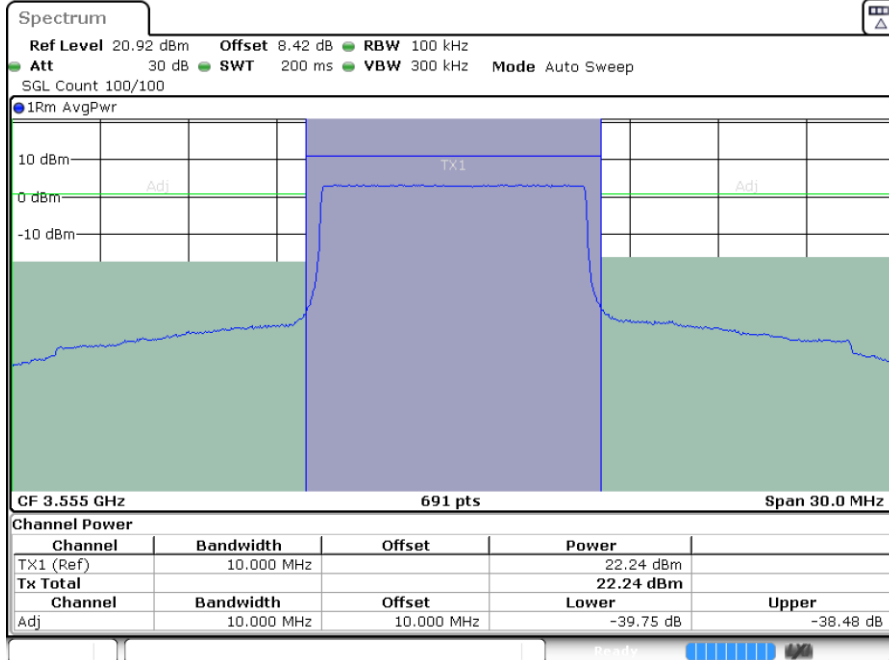 Spectrum
Ref Level 20.92 dBm Offset 8.42 dB RBW 100 kHz
Att 30 dB SWT 200 ms VBW 300 kHz Mode Auto Sweep
SGL Count 100/100
1Rm AvgPwr
10 dBm
TX1
Adj Adj
0 dBm
-10 dBm
CF 3.555 GHz 691 pts Span 30.0 MHz
Channel Power
Channel Bandwidth Offset Power
TX1 (Ref) 10.000 MHz 22.24 dBm
Tx Total 22.24 dBm
Channel Bandwidth Offset Lower Upper
Adj 10.000 MHz 10.000 MHz -39.75 dB -38.48 dB
Ready